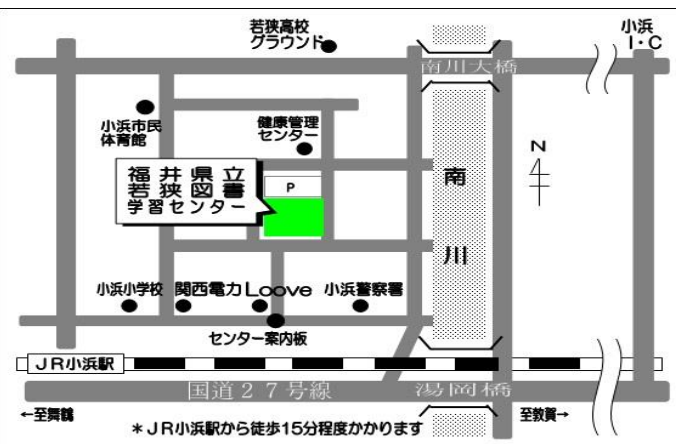 若狭高校
グラウンド
小浜
I・C
南川大橋
小浜市民
体育館
健康管理
センター
N
福井県立
若狭図書
学習センター
P
南
川
小浜小学校
関西電力
Loove
小浜警察署
センター案内板
JR小浜駅
国道27号線
湯岡橋
←至舞鶴
至敦賀→
*JR小浜駅から徒歩15分程度かかります